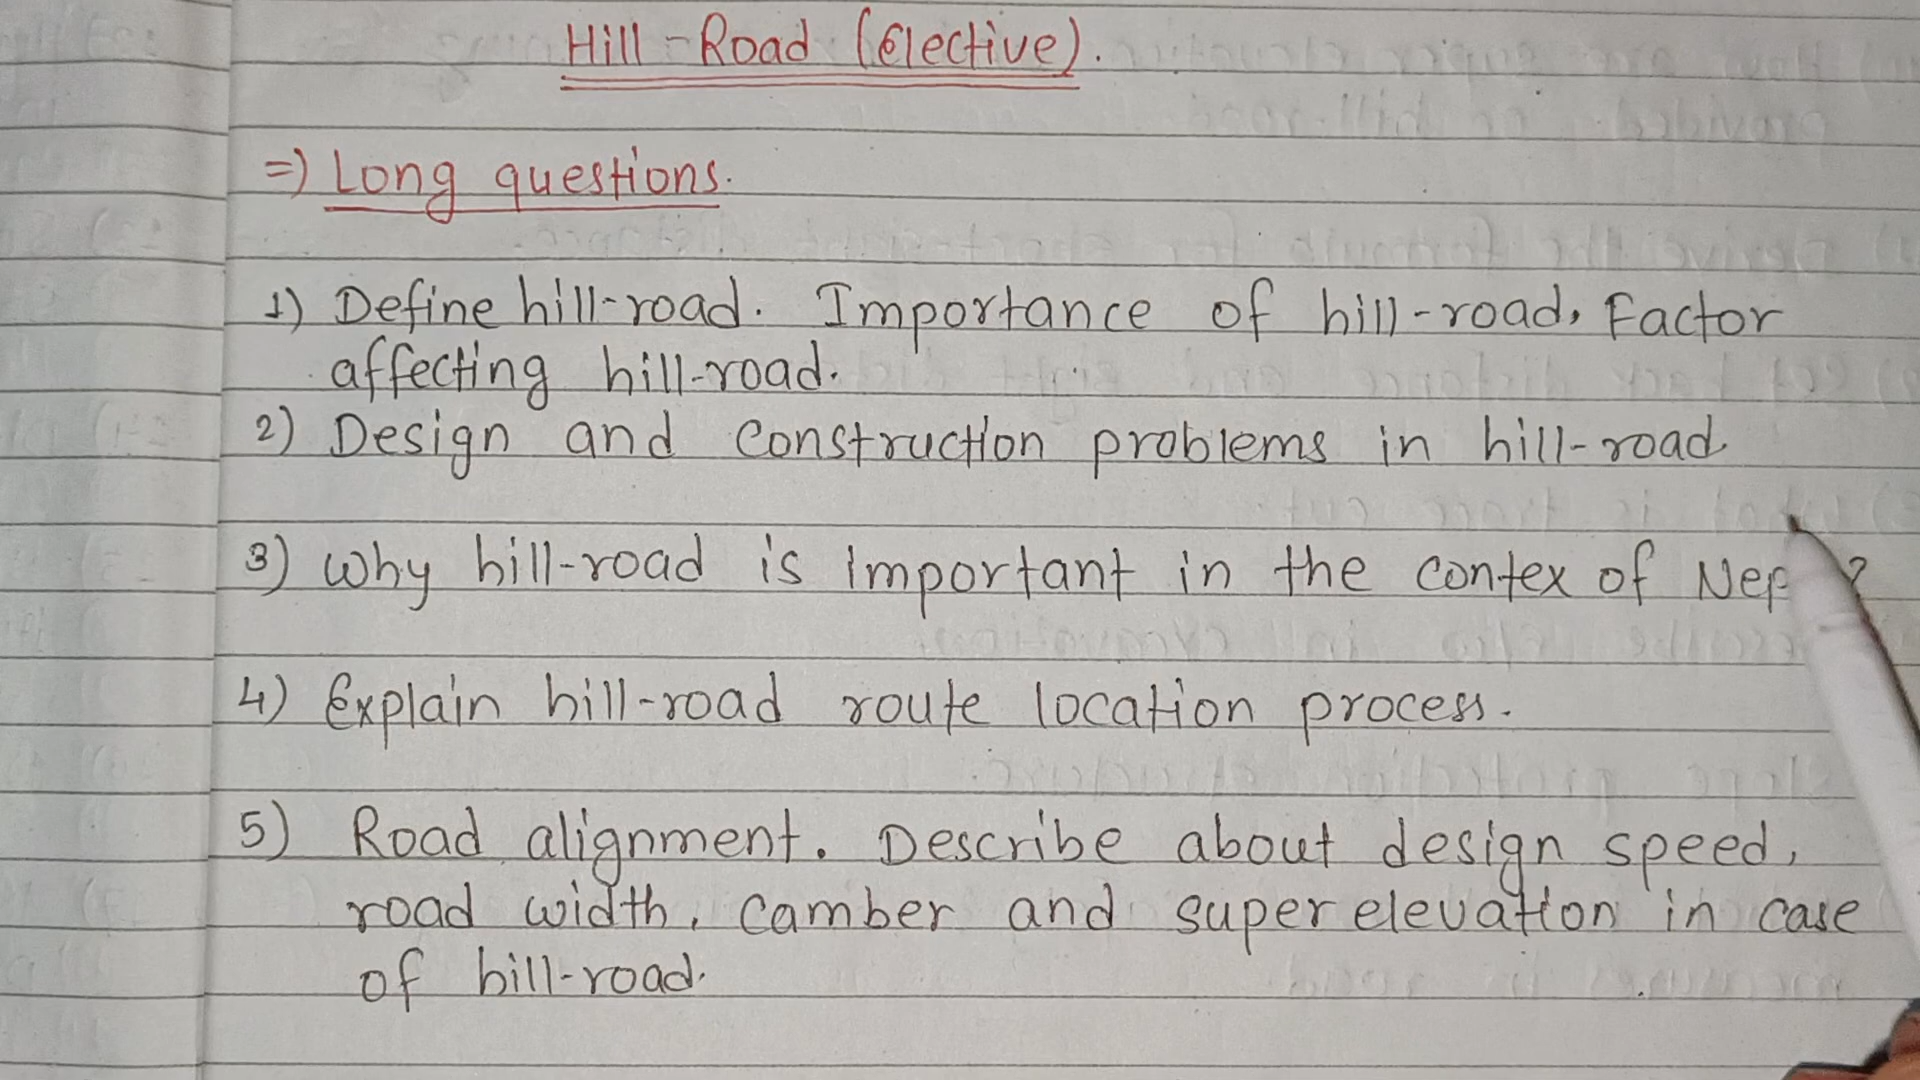 Hill-Road (Elective).
=) Long questions.
1) Define hill-road. Importance of hill-road, Factor
affecting hill-road.
2) Design and construction problems in hill-road
3) Why hill-road is important in the contex of Nep ?
4) Explain hill-road route location process.
5) Road alignment. Describe about design speed,
road width, camber and super elevation in case
of hill-road.